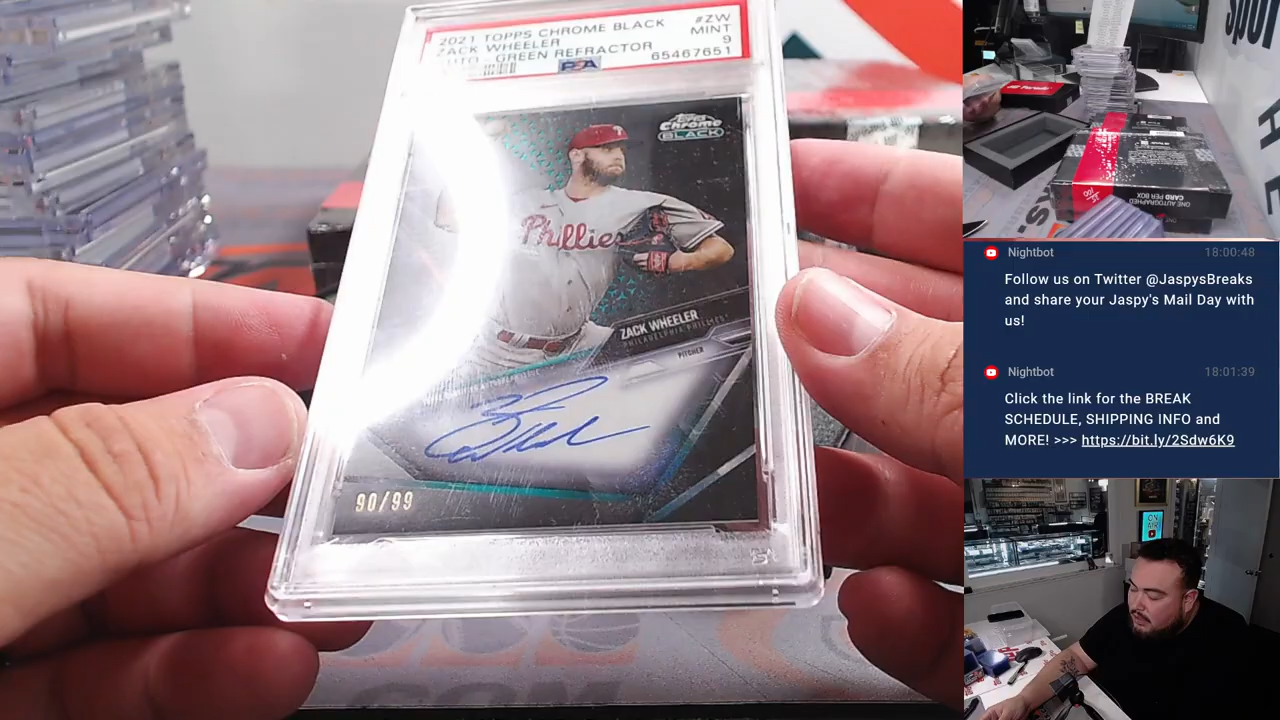 2021 TOPPS CHROME BLACK
#ZW
ZACK WHEELER
MINT
AUTO - GREEN REFRACTOR
9
PSA
65467651
Topps
Chrome
BLACK
Phillies
ZACK WHEELER
PHILADELPHIA PHILLIES
PITCHER
90/99
ONE AUTOGRAPHED
CARD PER BOX
Nightbot
18:00:48
Follow us on Twitter @JaspysBreaks
and share your Jaspy's Mail Day with
us!
Nightbot
18:01:39
Click the link for the BREAK
SCHEDULE, SHIPPING INFO and
MORE! >>> https://bit.ly/2Sdw6K9
ON
AIR